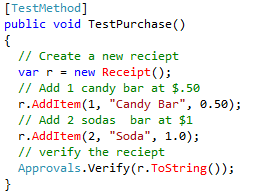 [TestMethod]
public void TestPurchase()
{
  // Create a new reciept
  var r = new Receipt();
  // Add 1 candy bar at $.50
  r.AddItem(1, "Candy Bar", 0.50);
  // Add 2 sodas  bar at $1
  r.AddItem(2, "Soda", 1.0);
  // verify the reciept
  Approvals.Verify(r.ToString());
}